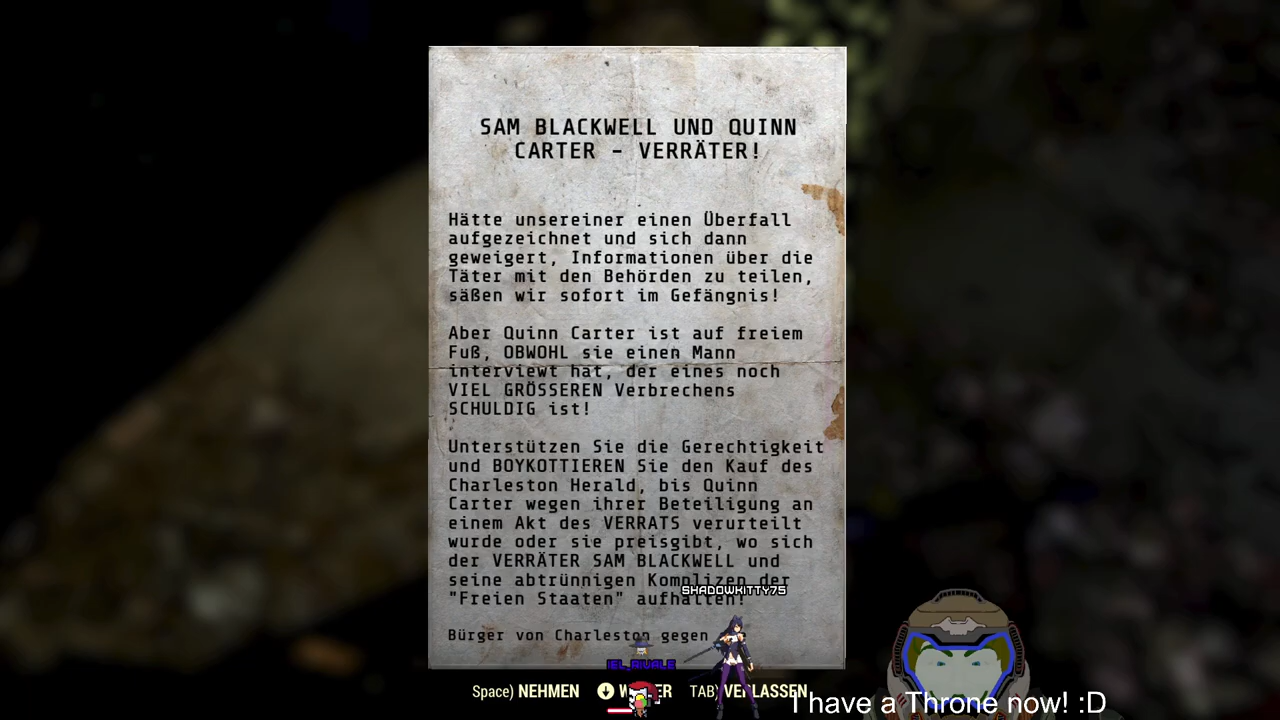 SAM BLACKWELL UND QUINN
CARTER - VERRÄTER!
Hätte unsereiner einen Überfall
aufgezeichnet und sich dann
geweigert, Informationen über die
Täter mit den Behörden zu teilen,
säßen wir sofort im Gefängnis!
Aber Quinn Carter ist auf freiem
Fuß, OBWOHL sie einen Mann
interviewt hat, der eines noch
VIEL GRÖSSEREN Verbrechens
SCHULDIG ist!
Unterstützen Sie die Gerechtigkeit
und BOYKOTTIEREN Sie den Kauf des
Charleston Herald, bis Quinn
Carter wegen ihrer Beteiligung an
einem Akt des VERRATS verurteilt
wurde oder sie preisgibt, wo sich
der VERRÄTER SAM BLACKWELL und
seine abtrünnigen Komplizen der
SHADOWKITTY75
"Freien Staaten" aufhalten!
Bürger von Charleston gegen
Space) NEHMEN TAB) VERLASSEN
I have a Throne now! :D